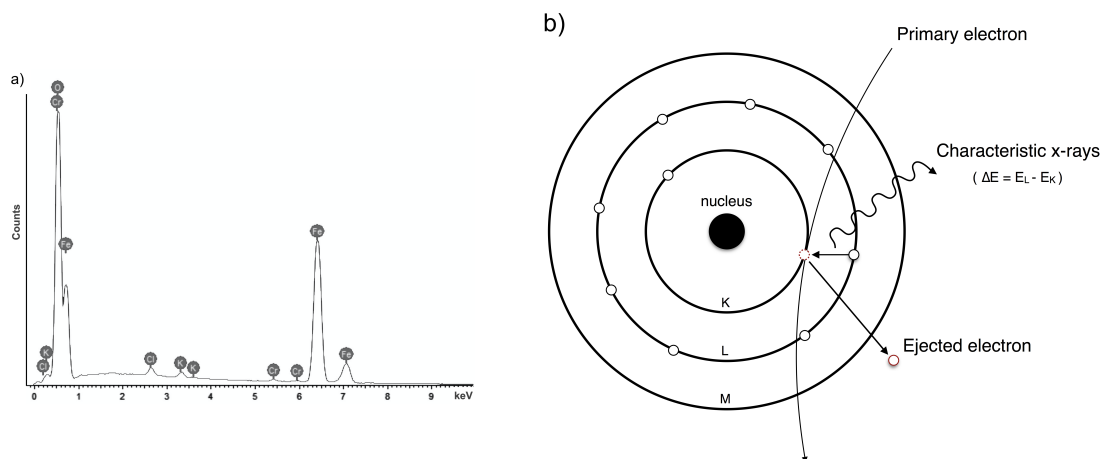 a)
O
Cr
Fe
K
Cl
Cl
K
K
Cr
Cr
Fe
Fe
Counts
0 1 2 3 4 5 6 7 8 9 keV
b)
Primary electron
Characteristic x-rays
( ΔE = EL - EK )
nucleus
K
L
M
Ejected electron